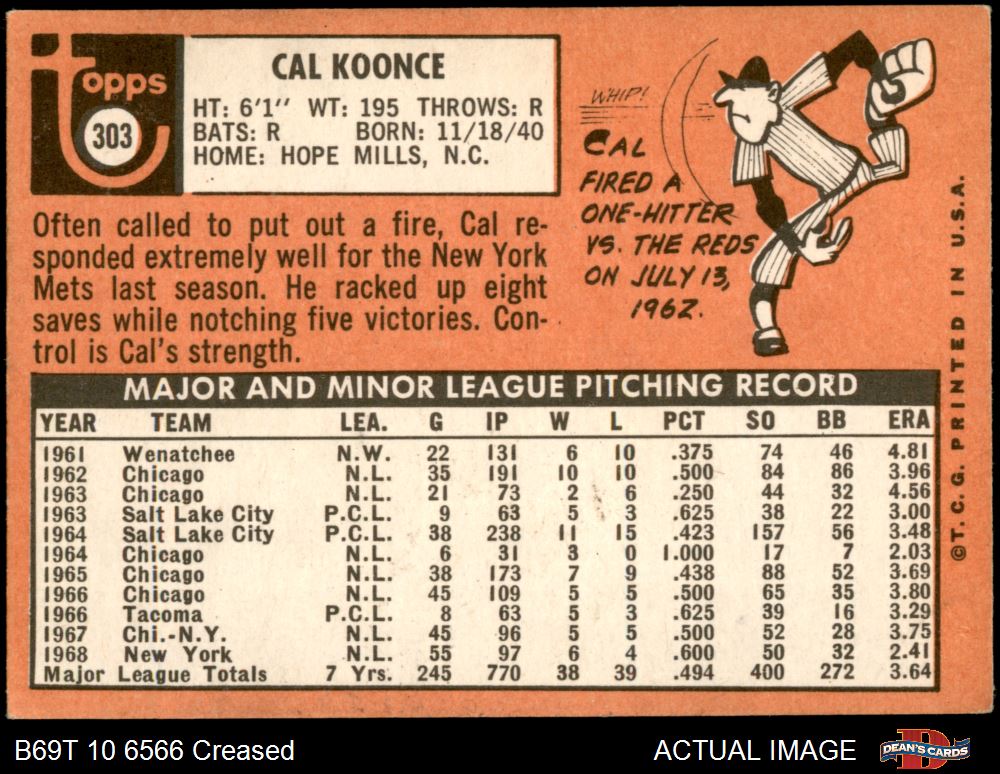 Topps
303
CAL KOONCE
HT: 6'1" WT: 195 THROWS: R
BATS: R BORN: 11/18/40
HOME: HOPE MILLS, N.C.
Often called to put out a fire, Cal re-
sponded extremely well for the New York
Mets last season. He racked up eight
saves while notching five victories. Con-
trol is Cal's strength.
WHIP!
CAL
FIRED A
ONE-HITTER
VS. THE REDS
ON JULY 13,
1962.
MAJOR AND MINOR LEAGUE PITCHING RECORD
YEAR TEAM LEA. G IP W L PCT SO BB ERA
1961 Wenatchee N.W. 22 131 6 10 .375 74 46 4.81
1962 Chicago N.L. 35 191 10 10 .500 84 86 3.96
1963 Chicago N.L. 21 73 2 6 .250 44 32 4.56
1963 Salt Lake City P.C.L. 9 63 5 3 .625 38 22 3.00
1964 Salt Lake City P.C.L. 38 238 11 15 .423 157 56 3.48
1964 Chicago N.L. 6 31 3 0 1.000 17 7 2.03
1965 Chicago N.L. 38 173 7 9 .438 88 52 3.69
1966 Chicago N.L. 45 109 5 5 .500 65 35 3.80
1966 Tacoma P.C.L. 8 63 5 3 .625 39 16 3.29
1967 Chi.-N.Y. N.L. 45 96 5 5 .500 52 28 3.75
1968 New York N.L. 55 97 6 4 .600 50 32 2.41
Major League Totals 7 Yrs. 245 770 38 39 .494 400 272 3.64
©T. C. G. PRINTED IN U.S.A.
B69T 10 6566 Creased
ACTUAL IMAGE
DEAN'S CARDS